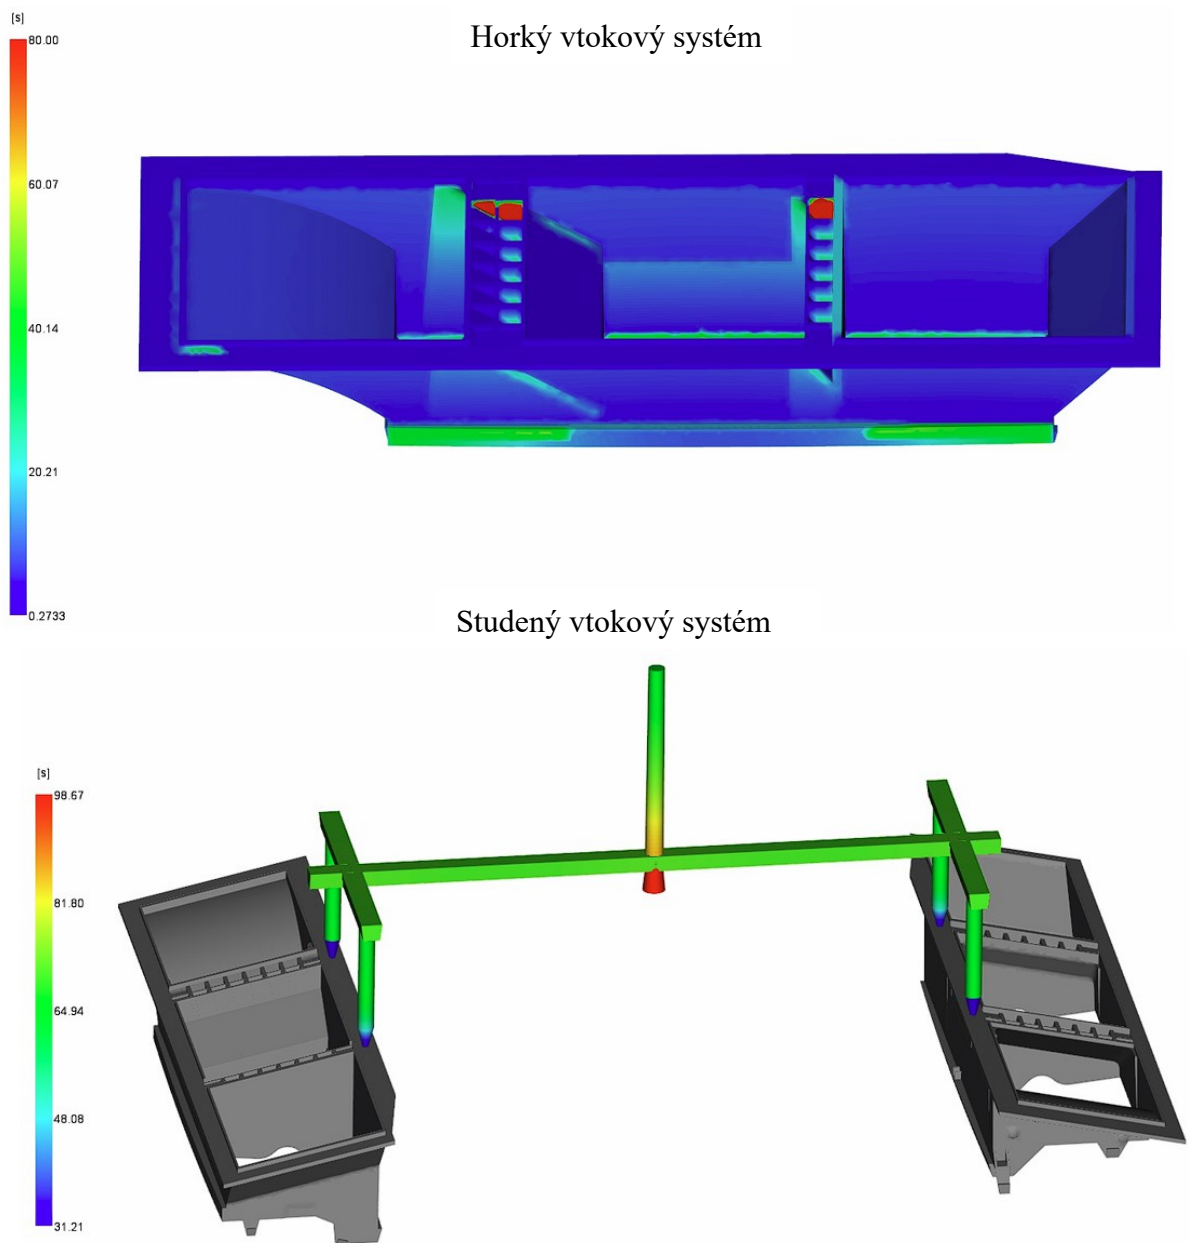 [s]
Horký vtokový systém
80.00
60.07
40.14
20.21
0.2733
Studený vtokový systém
[s]
98.67
81.80
64.94
48.08
31.21